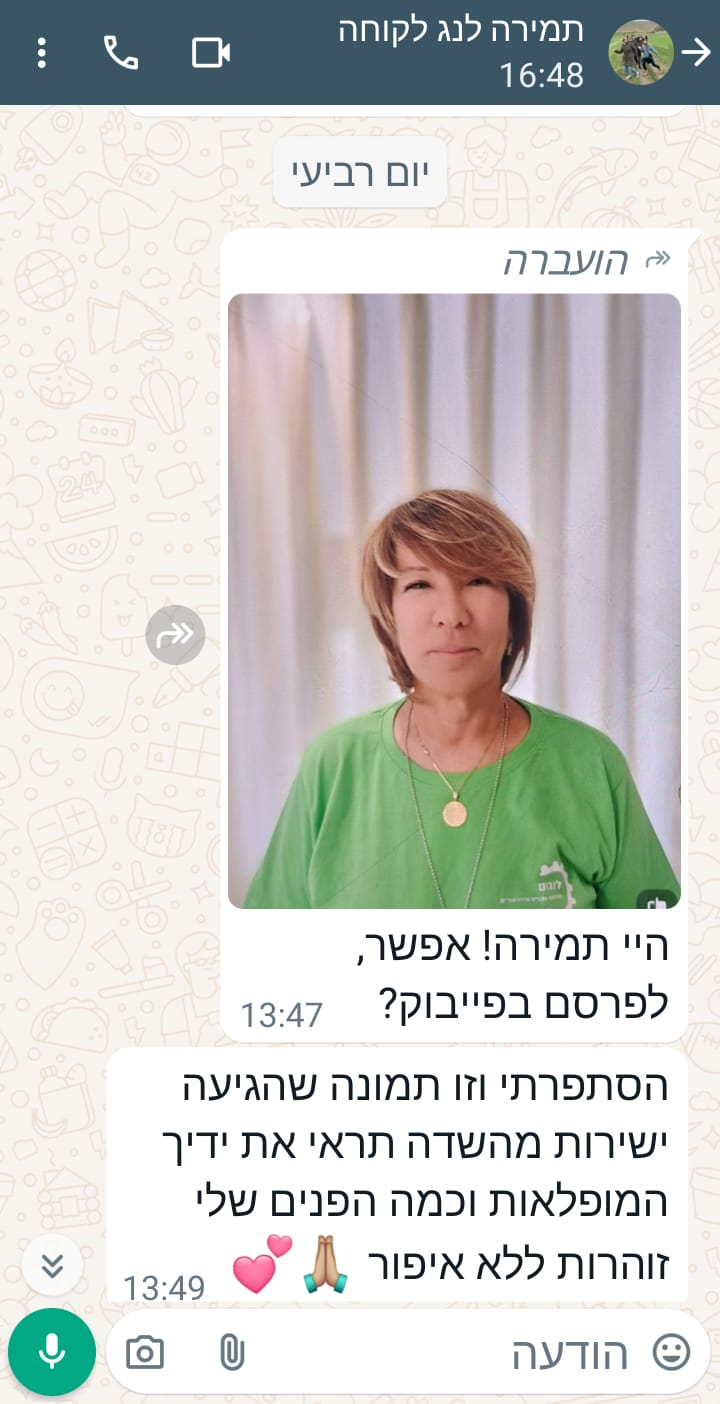 תמירה לנג לקוחה
16:48
יום רביעי
הועברה
לנגום
היי תמירה! אפשר,
לפרסם בפייבוק?
13:47
הסתפרתי וזו תמונה שהגיעה
ישירות מהשדה תראי את ידיך
המופלאות וכמה הפנים שלי
זוהרות ללא איפור 🙏🏽💕
13:49
הודעה